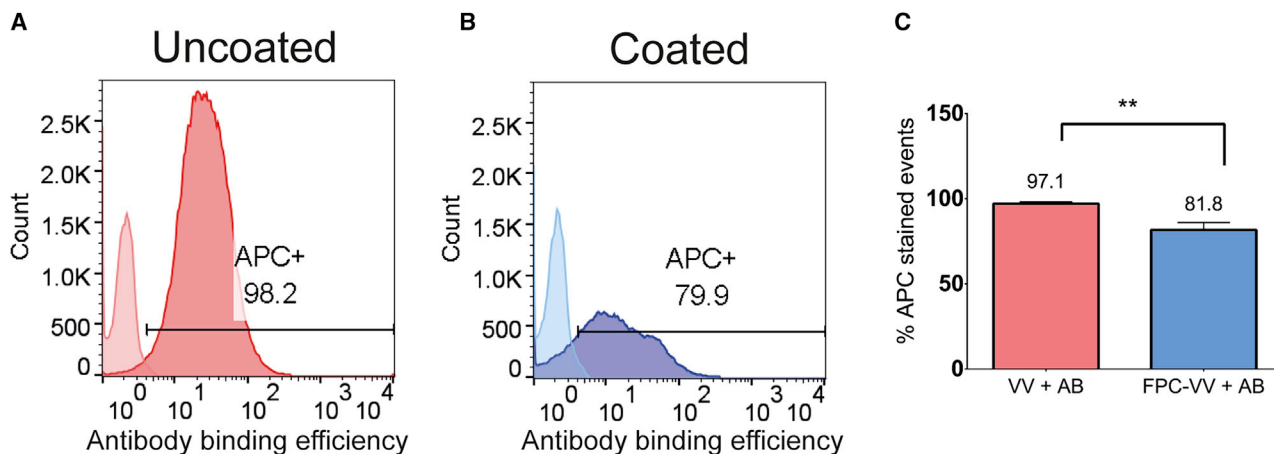 A
Uncoated
2.5K
2.0K
1.5K
1.0K
500
0
Count
APC+
98.2
10 0 10 1 10 2 10 3 10 4
Antibody binding efficiency
B
Coated
2.5K
2.0K
1.5K
1.0K
500
0
Count
APC+
79.9
10 0 10 1 10 2 10 3 10 4
Antibody binding efficiency
C
150
100
50
0
% APC stained events
**
97.1
81.8
VV + AB
FPC-VV + AB